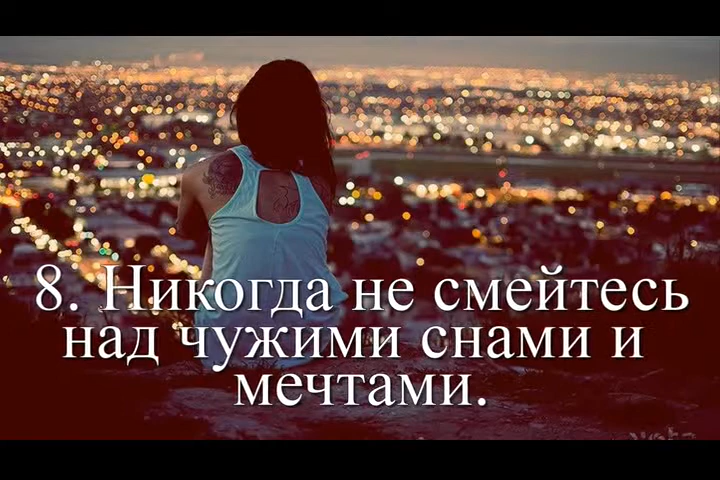 8. Никогда не смейтесь
над чужими снами и
мечтами.